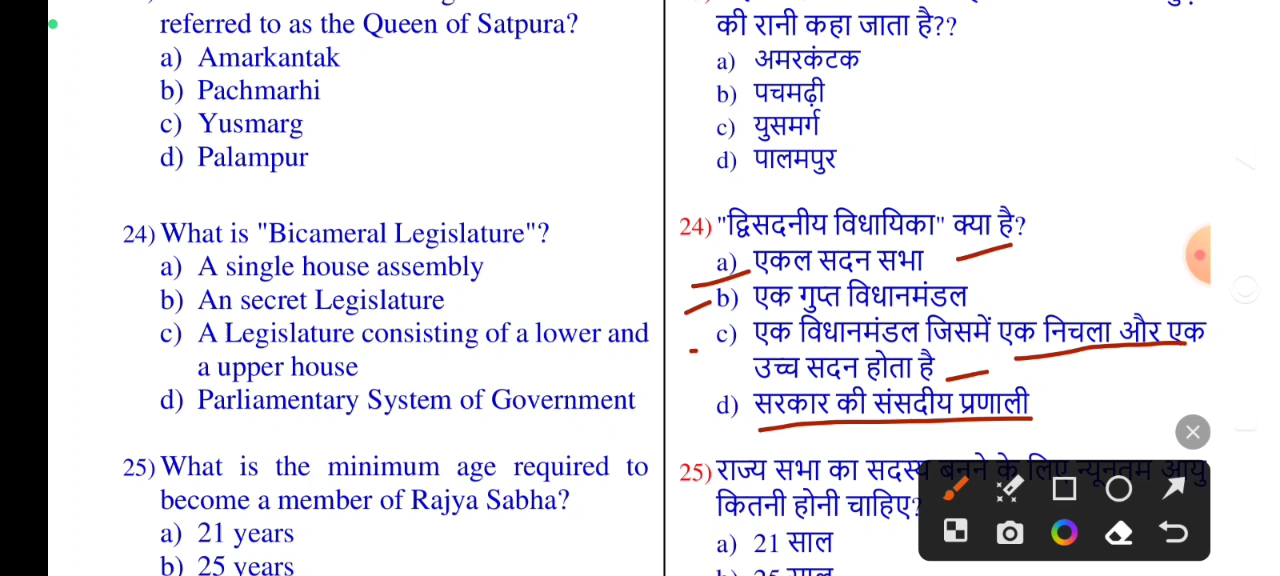 referred to as the Queen of Satpura?
a) Amarkantak
b) Pachmarhi
c) Yusmarg
d) Palampur
24) What is "Bicameral Legislature"?
a) A single house assembly
b) An secret Legislature
c) A Legislature consisting of a lower and
a upper house
d) Parliamentary System of Government
25) What is the minimum age required to
become a member of Rajya Sabha?
a) 21 years
b) 25 years
की रानी कहा जाता है??
a) अमरकंटक
b) पचमढ़ी
c) युसमर्ग
d) पालमपुर
24) "द्विसदनीय विधायिका" क्या है?
a) एकल सदन सभा
b) एक गुप्त विधानमंडल
c) एक विधानमंडल जिसमें एक निचला और एक
उच्च सदन होता है
d) सरकार की संसदीय प्रणाली
25) राज्य सभा का सदस्य बनने के लिए न्यूनतम आयु
कितनी होनी चाहिए?
a) 21 साल
b) 25 साल